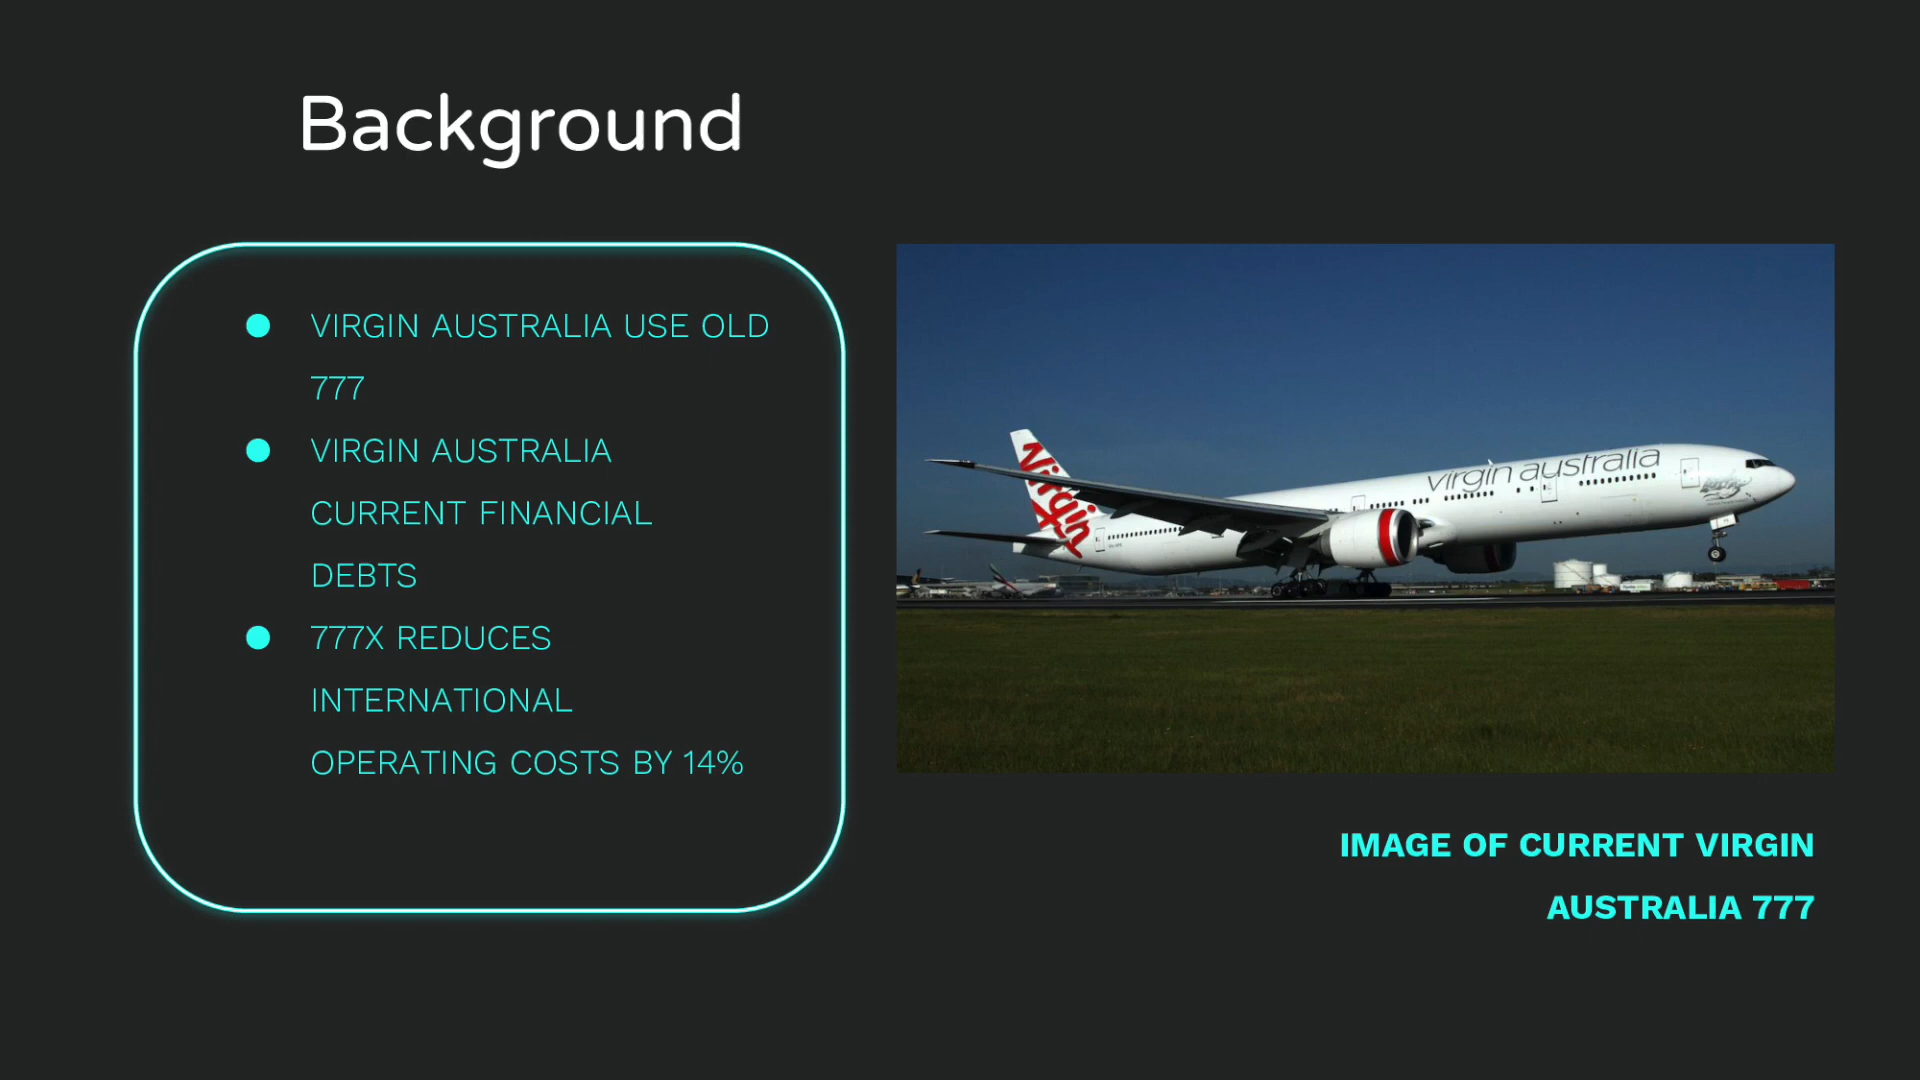 Background
VIRGIN AUSTRALIA USE OLD
777
VIRGIN AUSTRALIA
CURRENT FINANCIAL
DEBTS
777X REDUCES
INTERNATIONAL
OPERATING COSTS BY 14%
virgin australia
Virgin
IMAGE OF CURRENT VIRGIN
AUSTRALIA 777